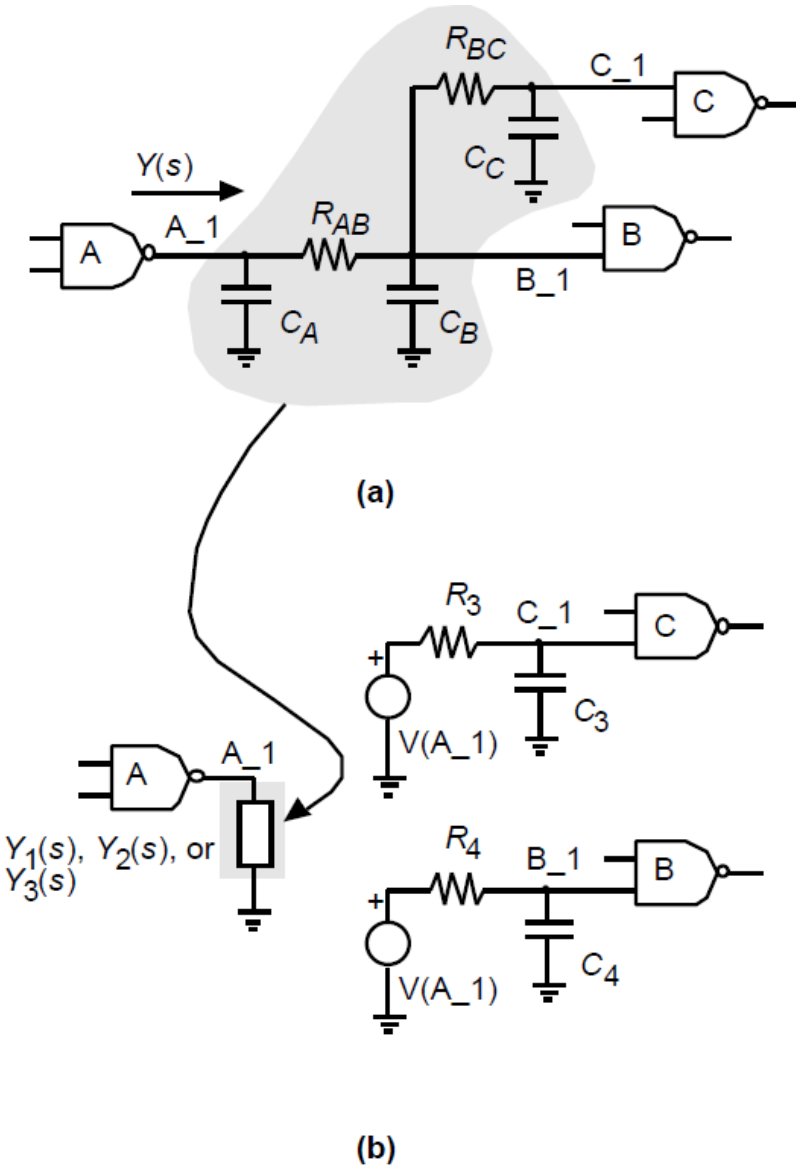 R_BC
C_1
C
C_C
Y(s)
A_1
R_AB
B
A
B_1
C_A
C_B
(a)
R_3
C_1
C
+
C_3
V(A_1)
A_1
A
Y_1(s), Y_2(s), or
Y_3(s)
R_4
B_1
B
+
C_4
V(A_1)
(b)